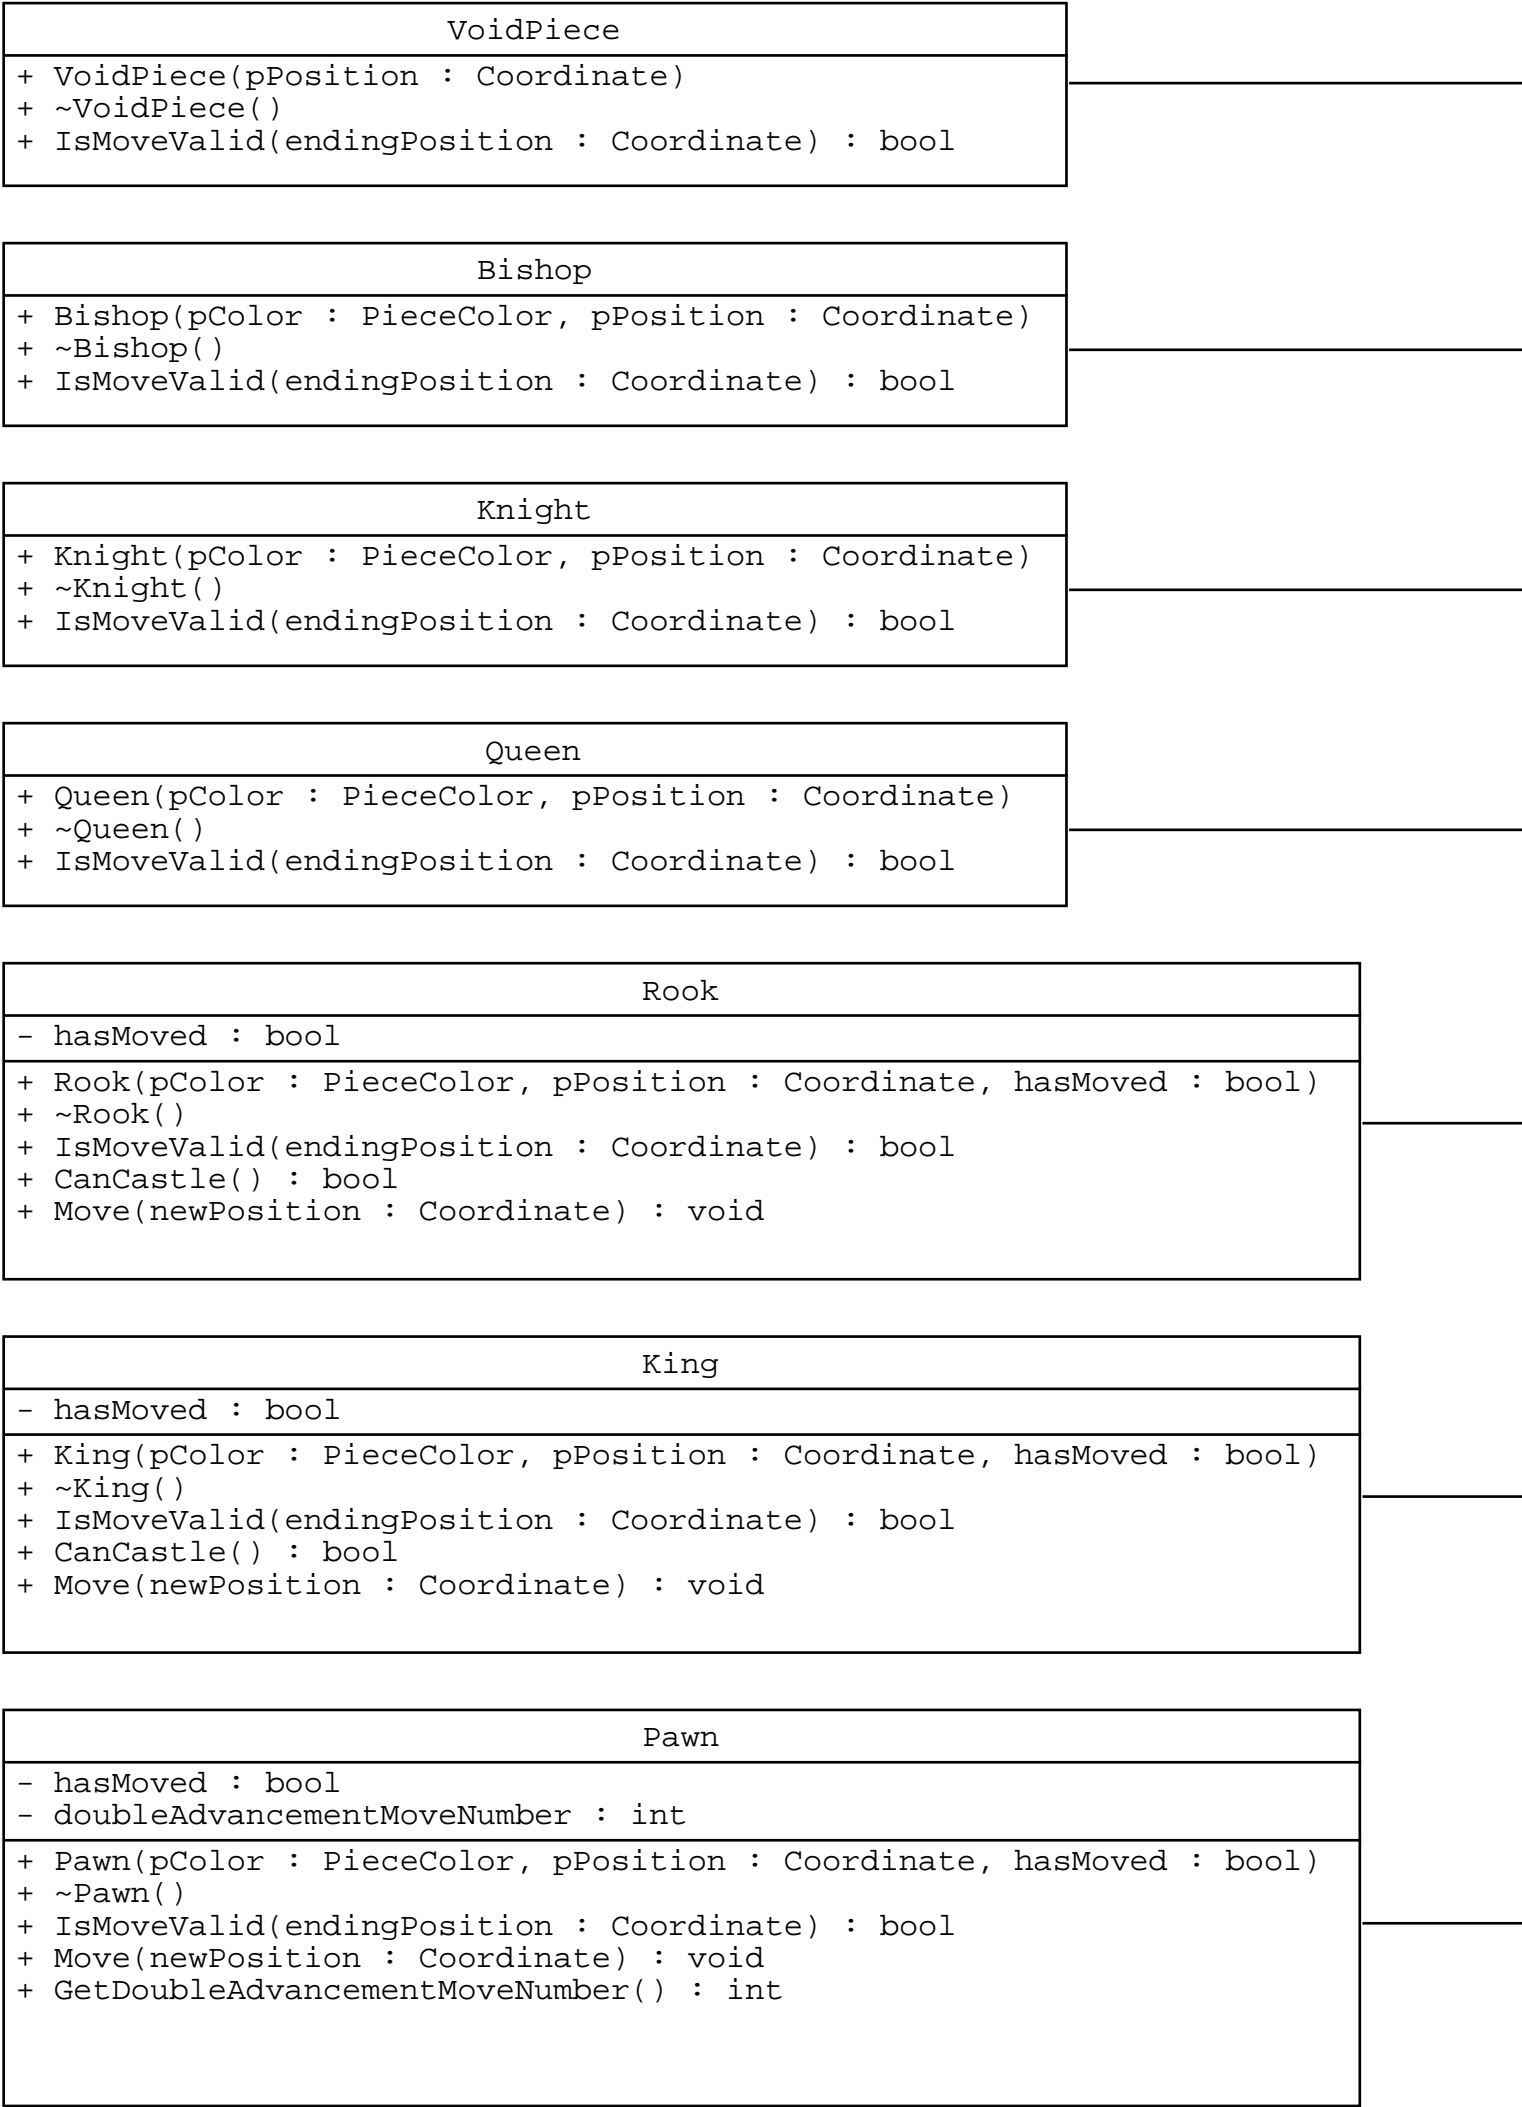 VoidPiece
+ VoidPiece(pPosition : Coordinate)
+ ~VoidPiece()
+ IsMoveValid(endingPosition : Coordinate) : bool
Bishop
+ Bishop(pColor : PieceColor, pPosition : Coordinate)
+ ~Bishop()
+ IsMoveValid(endingPosition : Coordinate) : bool
Knight
+ Knight(pColor : PieceColor, pPosition : Coordinate)
+ ~Knight()
+ IsMoveValid(endingPosition : Coordinate) : bool
Queen
+ Queen(pColor : PieceColor, pPosition : Coordinate)
+ ~Queen()
+ IsMoveValid(endingPosition : Coordinate) : bool
Rook
- hasMoved : bool
+ Rook(pColor : PieceColor, pPosition : Coordinate, hasMoved : bool)
+ ~Rook()
+ IsMoveValid(endingPosition : Coordinate) : bool
+ CanCastle() : bool
+ Move(newPosition : Coordinate) : void
King
- hasMoved : bool
+ King(pColor : PieceColor, pPosition : Coordinate, hasMoved : bool)
+ ~King()
+ IsMoveValid(endingPosition : Coordinate) : bool
+ CanCastle() : bool
+ Move(newPosition : Coordinate) : void
Pawn
- hasMoved : bool
- doubleAdvancementMoveNumber : int
+ Pawn(pColor : PieceColor, pPosition : Coordinate, hasMoved : bool)
+ ~Pawn()
+ IsMoveValid(endingPosition : Coordinate) : bool
+ Move(newPosition : Coordinate) : void
+ GetDoubleAdvancementMoveNumber() : int